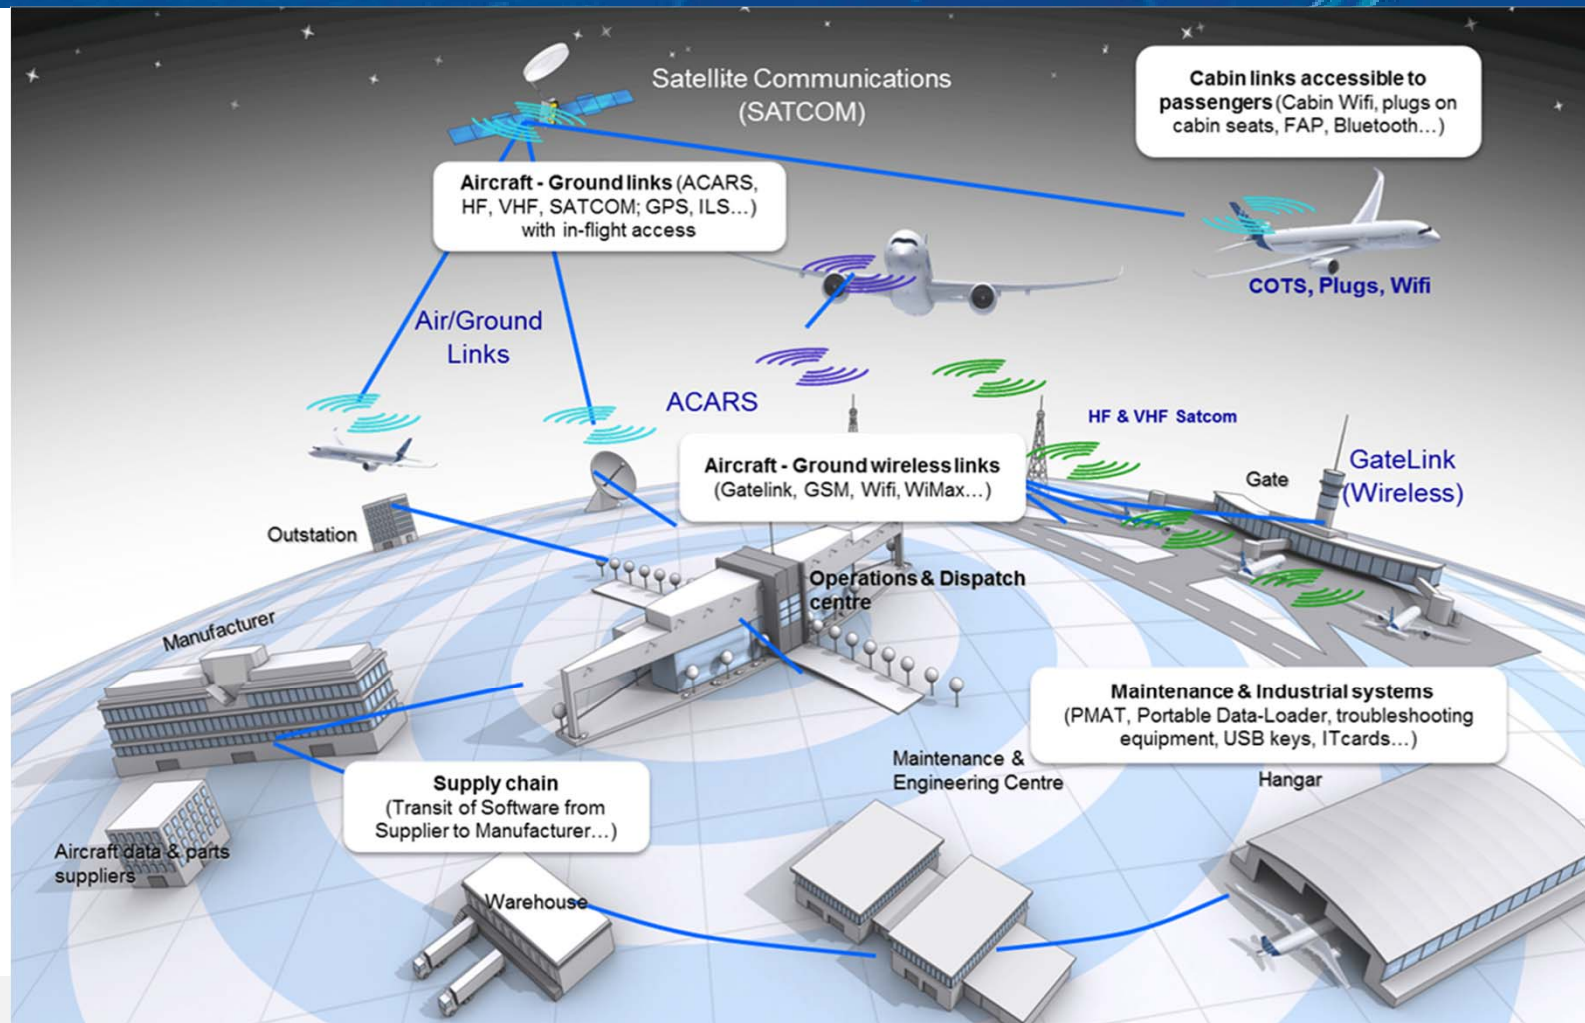 Satellite Communications
(SATCOM)
Cabin links accessible to
passengers (Cabin Wifi, plugs on
cabin seats, FAP, Bluetooth…)
Aircraft - Ground links (ACARS,
HF, VHF, SATCOM; GPS, ILS…)
with in-flight access
COTS, Plugs, Wifi
Air/Ground
Links
ACARS
HF & VHF Satcom
Aircraft - Ground wireless links
(Gatelink, GSM, Wifi, WiMax…)
GateLink
(Wireless)
Gate
Outstation
Operations & Dispatch
centre
Manufacturer
Maintenance & Industrial systems
(PMAT, Portable Data-Loader, troubleshooting
equipment, USB keys, ITcards…)
Maintenance &
Engineering Centre
Hangar
Supply chain
(Transit of Software from
Supplier to Manufacturer…)
Aircraft data & parts
suppliers
Warehouse